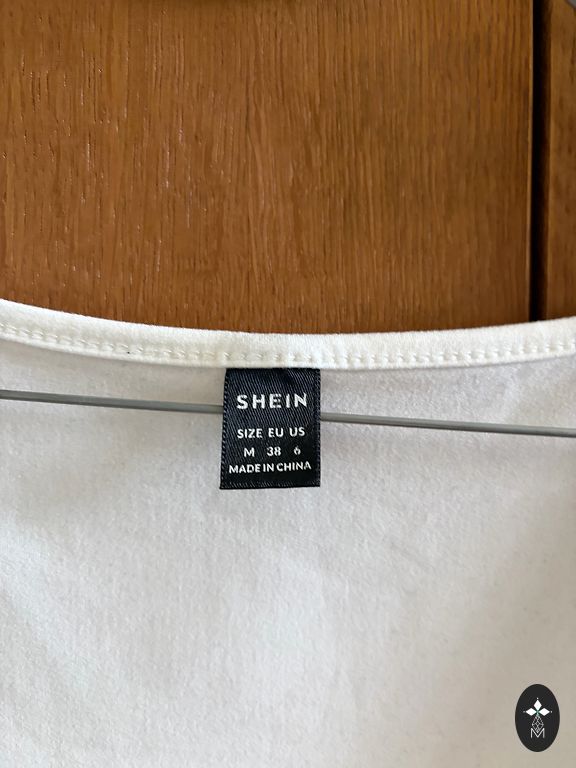 SHEIN
SIZE EU US
M 38 6
MADE IN CHINA
M